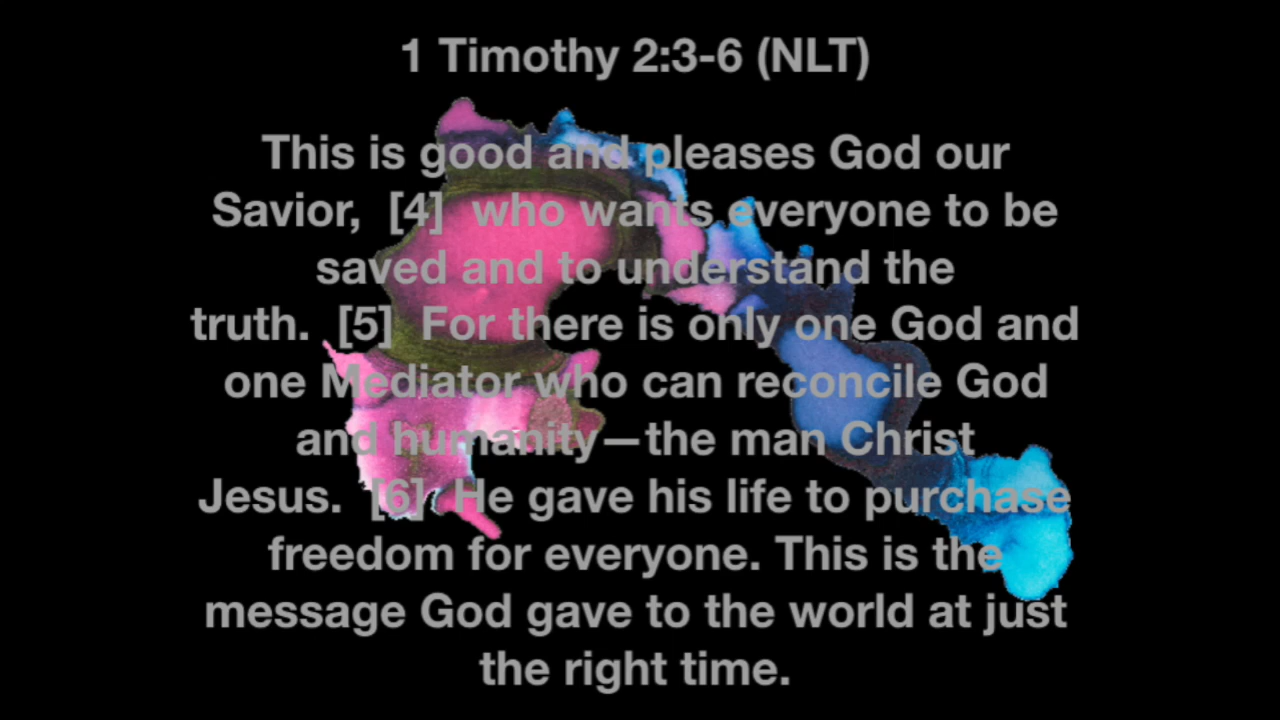 1 Timothy 2:3-6 (NLT)
This is good and pleases God our
Savior, [4] who wants everyone to be
saved and to understand the
truth. [5] For there is only one God and
one Mediator who can reconcile God
and humanity—the man Christ
Jesus. [6] He gave his life to purchase
freedom for everyone. This is the
message God gave to the world at just
the right time.